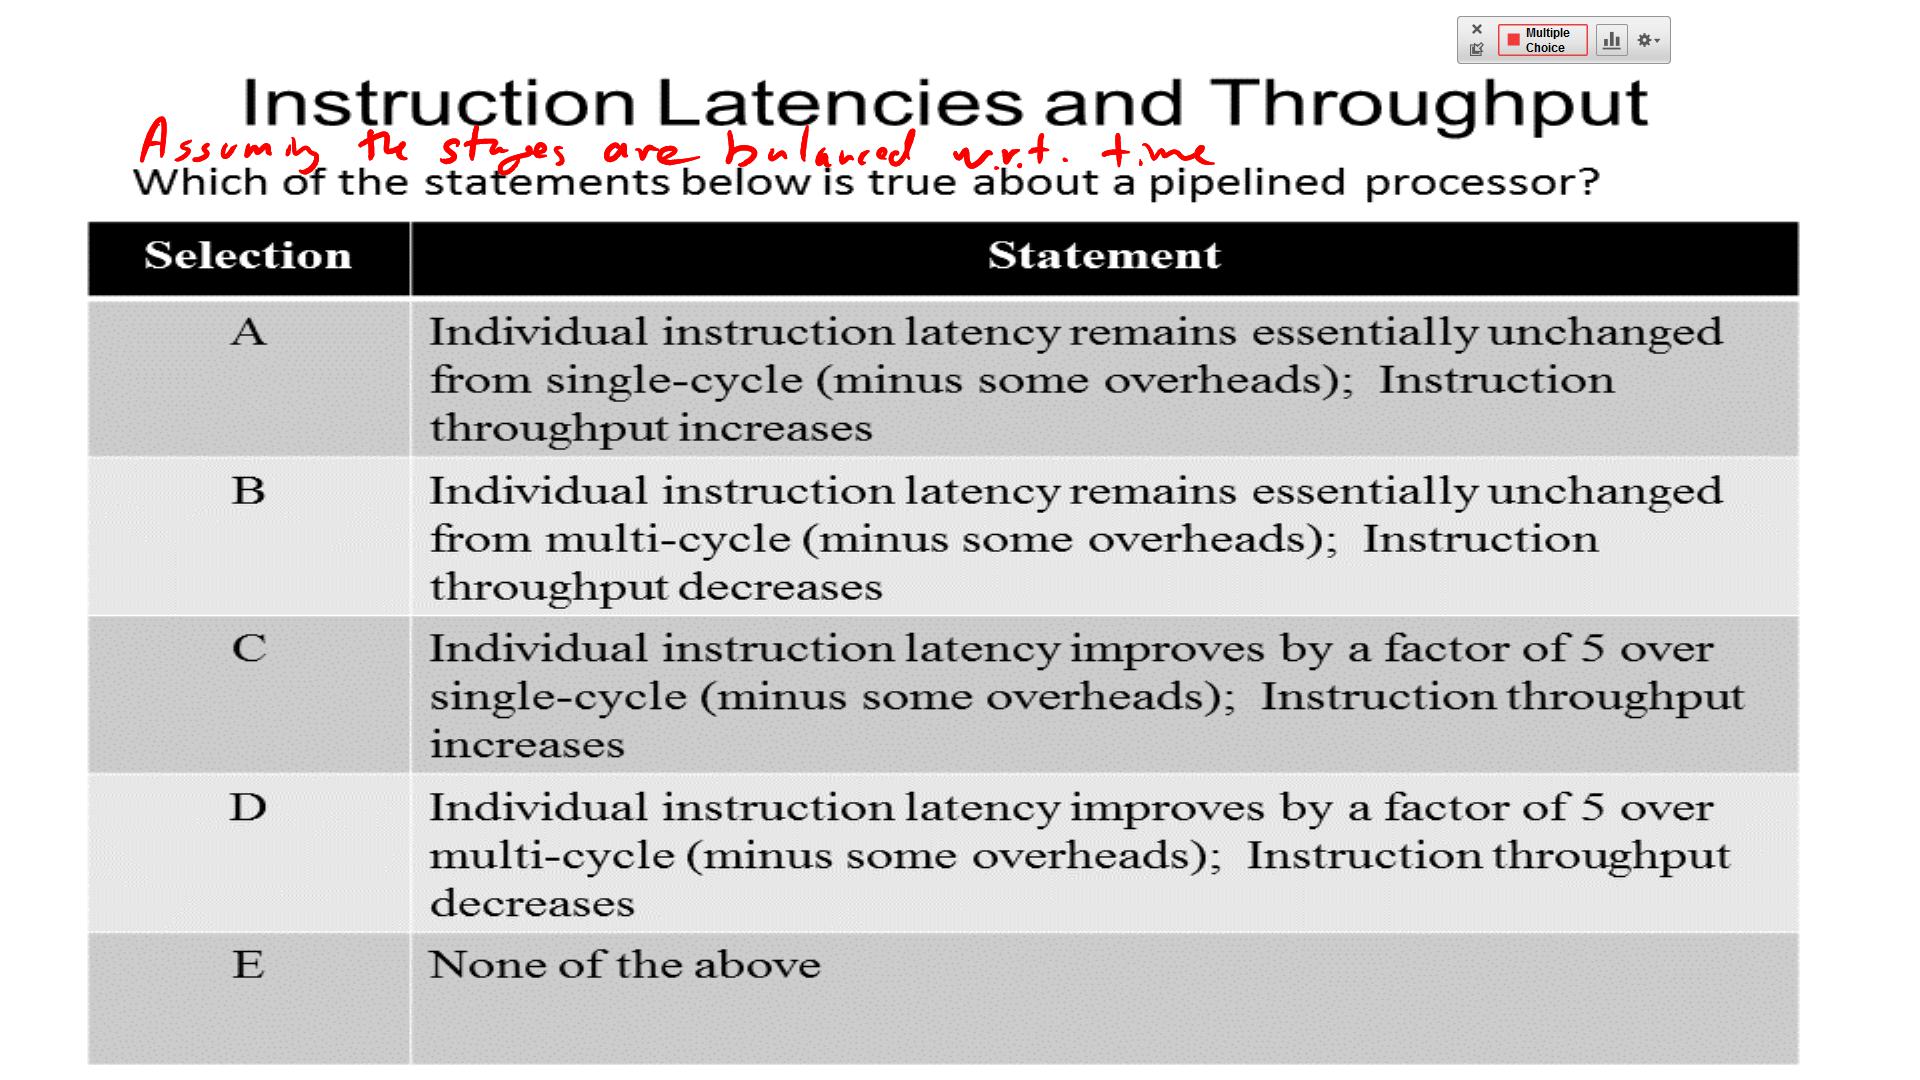 Multiple
Choice
Instruction Latencies and Throughput
Assuming the stages are balanced w.r.t. time
Which of the statements below is true about a pipelined processor?
Selection Statement
A Individual instruction latency remains essentially unchanged
from single-cycle (minus some overheads); Instruction
throughput increases
B Individual instruction latency remains essentially unchanged
from multi-cycle (minus some overheads); Instruction
throughput decreases
C Individual instruction latency improves by a factor of 5 over
single-cycle (minus some overheads); Instruction throughput
increases
D Individual instruction latency improves by a factor of 5 over
multi-cycle (minus some overheads); Instruction throughput
decreases
E None of the above